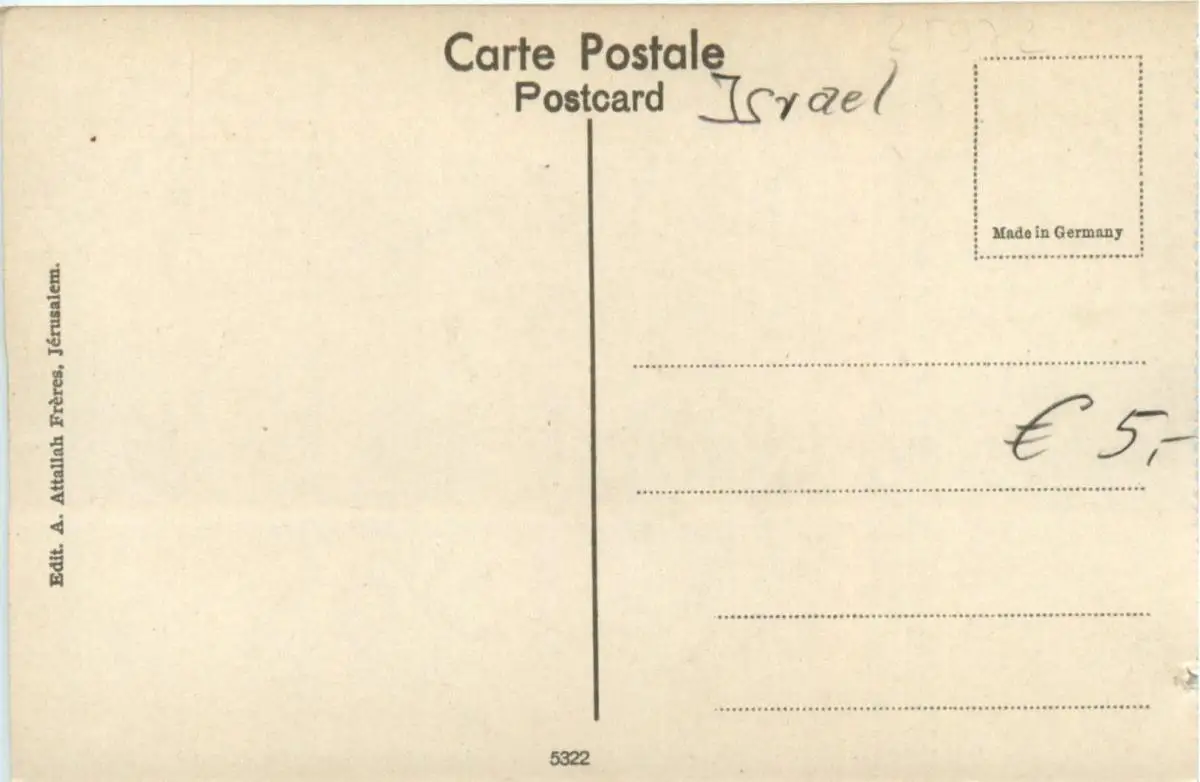 Carte Postale
Postcard
Israel
Made in Germany
Edit. A. Attallah Frères, Jérusalem.
€ 5,-
5322